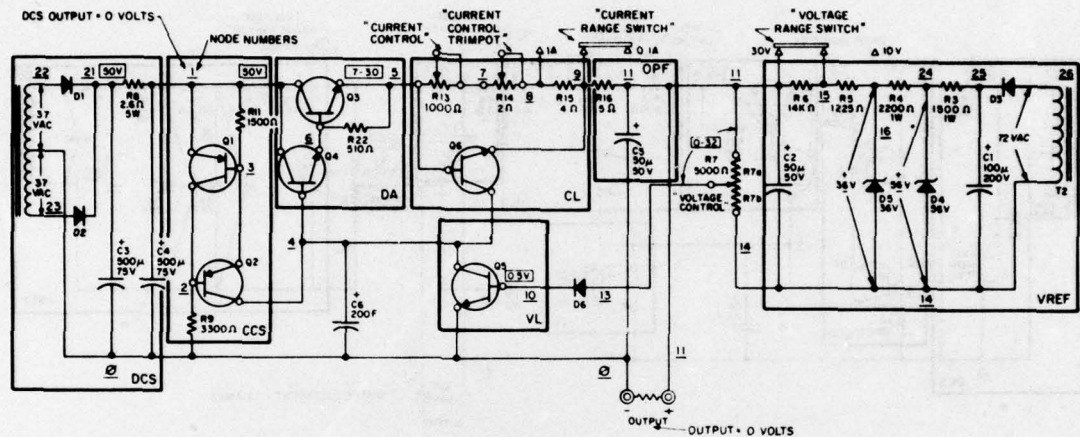 DCS OUTPUT = 0 VOLTS
NODE NUMBERS
"CURRENT CONTROL"
"CURRENT CONTROL TRIMPOT"
"CURRENT RANGE SWITCH"
"VOLTAGE RANGE SWITCH"
22
D1
21
50V
R8
2.6Ω
5W
37
VAC
37
VAC
23
D2
C3
500μ
75V
C4
500μ
75V
Ø
DCS
1
50V
R11
1500Ω
Q1
3
Q2
2
R9
3300Ω
CCS
7-30
5
Q3
R22
510Ω
6
Q4
DA
4
C6
200F
R13
1000Ω
7
R14
2Ω
8
1A
0.1A
9
R15
4Ω
Q6
CL
OPF
11
R16
5Ω
C5
50μ
50V
Q5
0.5V
10
VL
D6
13
0-32
R7
5000Ω
"VOLTAGE CONTROL"
R7a
R7b
11
14
Ø
11
-
+
OUTPUT
OUTPUT = 0 VOLTS
30V
10V
R6
14KΩ
15
R5
1225Ω
24
R4
2200Ω
1W
25
R3
1500Ω
1W
D3
26
16
C2
50μ
50V
36V
D5
36V
56V
D4
56V
C1
100μ
200V
72 VAC
T2
14
VREF